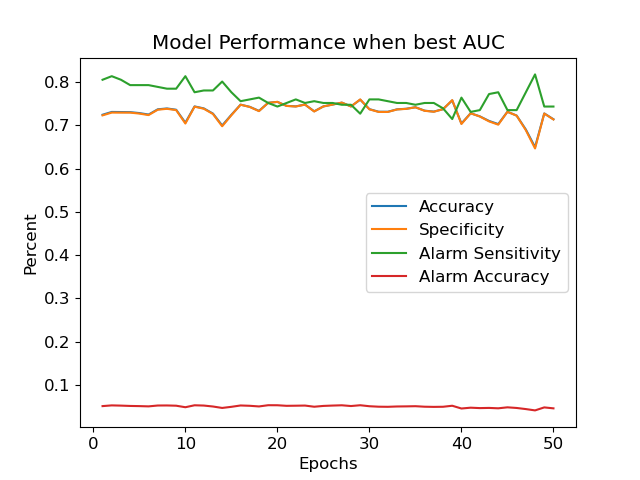 Model Performance when best AUC
0.8
0.7
0.6
0.5
0.4
0.3
0.2
0.1
Percent
Accuracy
Specificity
Alarm Sensitivity
Alarm Accuracy
0 10 20 30 40 50
Epochs